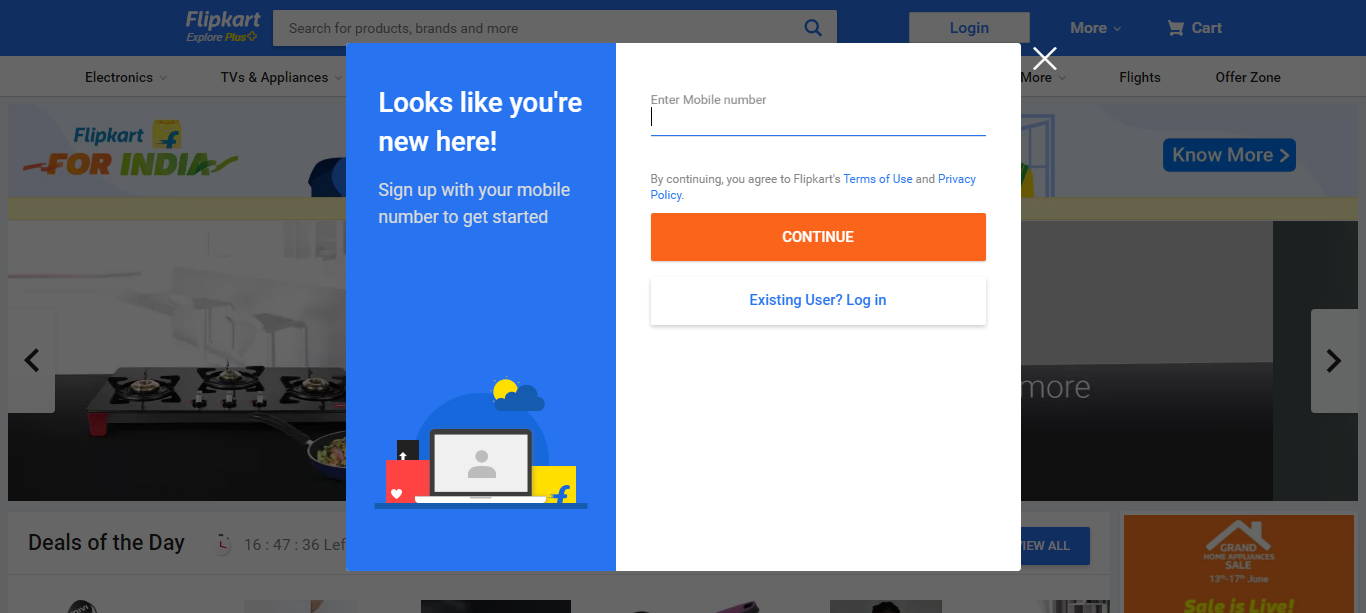 Flipkart
Explore Plus
Search for products, brands and more
Login
More
Cart
Electronics
TVs & Appliances
More
Flights
Offer Zone
Flipkart
FOR INDIA
Know More
Looks like you're
new here!
Sign up with your mobile
number to get started
Enter Mobile number
By continuing, you agree to Flipkart's Terms of Use and Privacy
Policy.
CONTINUE
Existing User? Log in
more
Deals of the Day
16 : 47 : 36 Lef
VIEW ALL
GRAND
HOME APPLIANCES
SALE
13th-17th June
Sale is Live!